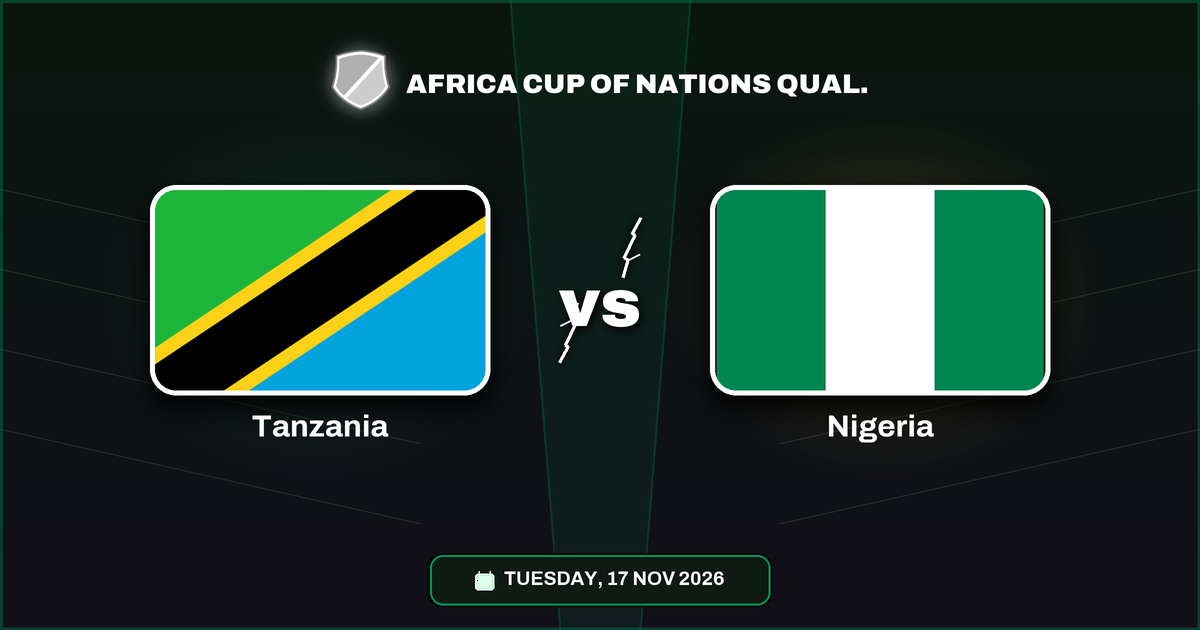 AFRICA CUP OF NATIONS QUAL.
VS
Tanzania
Nigeria
TUESDAY, 17 NOV 2026